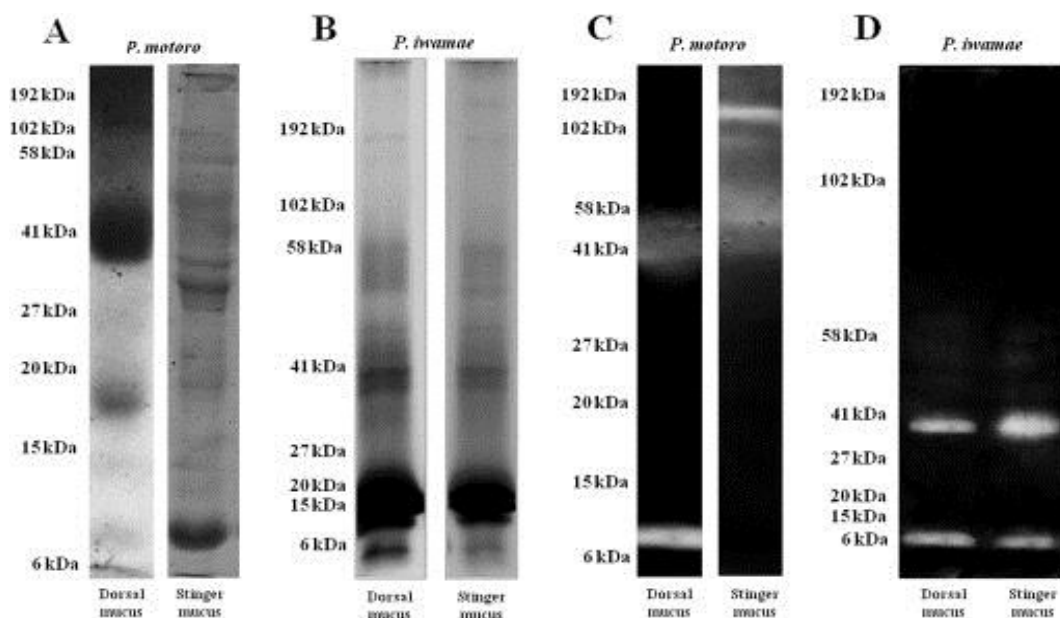 A
P. motoro
192 kDa
102 kDa
58 kDa
41 kDa
27 kDa
20 kDa
15 kDa
6 kDa
Dorsal mucus
Stinger mucus
B
P. iwamae
192 kDa
102 kDa
58 kDa
41 kDa
27 kDa
20 kDa
15 kDa
6 kDa
Dorsal mucus
Stinger mucus
C
P. motoro
192 kDa
102 kDa
58 kDa
41 kDa
27 kDa
20 kDa
15 kDa
6 kDa
Dorsal mucus
Stinger mucus
D
P. iwamae
192 kDa
102 kDa
58 kDa
41 kDa
27 kDa
20 kDa
15 kDa
6 kDa
Dorsal mucus
Stinger mucus